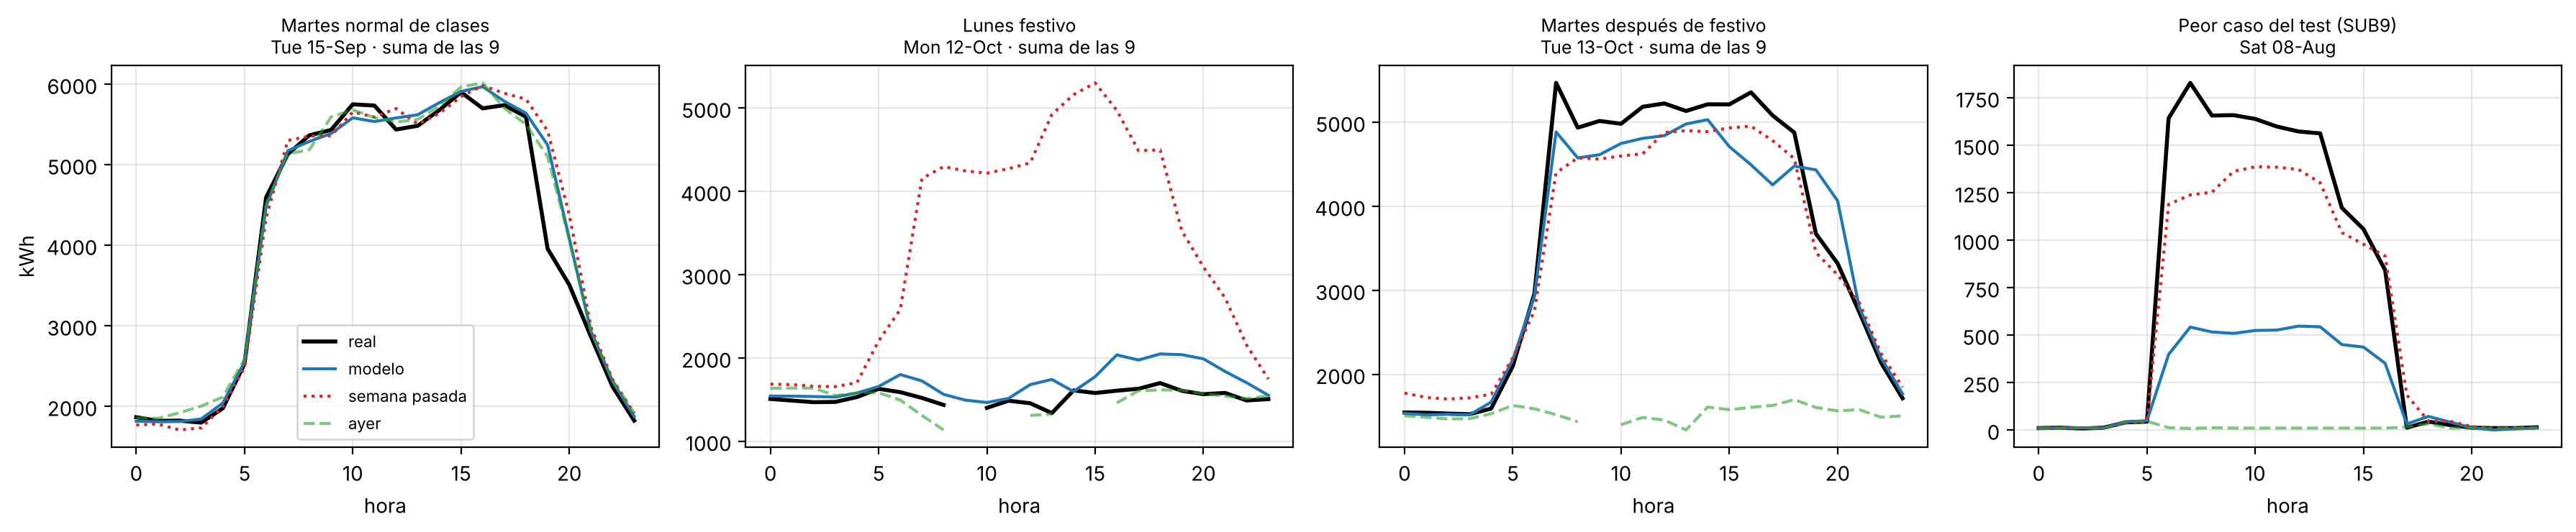 Martes normal de clases
Tue 15-Sep · suma de las 9
6000
5000
4000
3000
2000
kWh
real
modelo
semana pasada
ayer
0
5
10
15
20
hora
Lunes festivo
Mon 12-Oct · suma de las 9
5000
4000
3000
2000
1000
0
5
10
15
20
hora
Martes después de festivo
Tue 13-Oct · suma de las 9
5000
4000
3000
2000
0
5
10
15
20
hora
Peor caso del test (SUB9)
Sat 08-Aug
1750
1500
1250
1000
750
500
250
0
0
5
10
15
20
hora